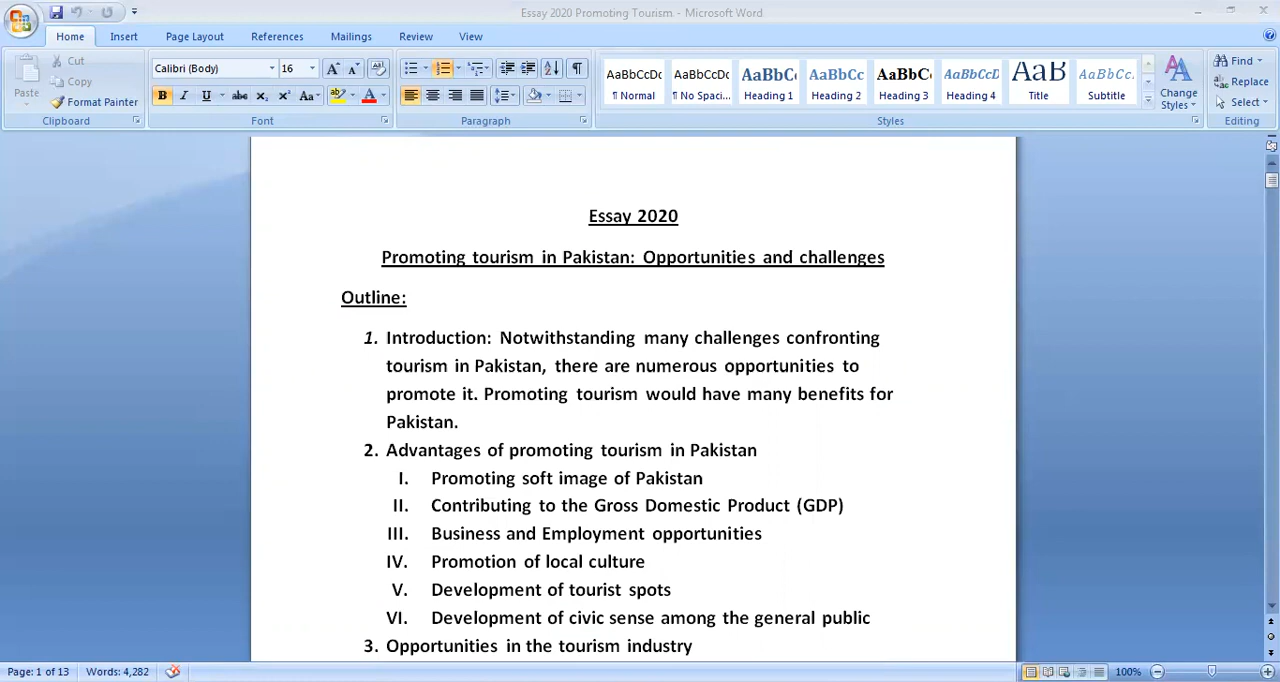 Essay 2020 Promoting Tourism - Microsoft Word
Home Insert Page Layout References Mailings Review View
Paste
Cut
Copy
Format Painter
Clipboard
Calibri (Body) 16
B I U abc x₂ x² Aa
Font
Paragraph
AaBbCcDc AaBbCcDc AaBbC AaBbCc AaBbC AaBbCcD AaB AaBbCc.
¶ Normal ¶ No Spaci... Heading 1 Heading 2 Heading 3 Heading 4 Title Subtitle
Change Styles
Styles
Find
Replace
Select
Editing
Essay 2020
Promoting tourism in Pakistan: Opportunities and challenges
Outline:
1. Introduction: Notwithstanding many challenges confronting
tourism in Pakistan, there are numerous opportunities to
promote it. Promoting tourism would have many benefits for
Pakistan.
2. Advantages of promoting tourism in Pakistan
I. Promoting soft image of Pakistan
II. Contributing to the Gross Domestic Product (GDP)
III. Business and Employment opportunities
IV. Promotion of local culture
V. Development of tourist spots
VI. Development of civic sense among the general public
3. Opportunities in the tourism industry
Page: 1 of 13 Words: 4,282 100%